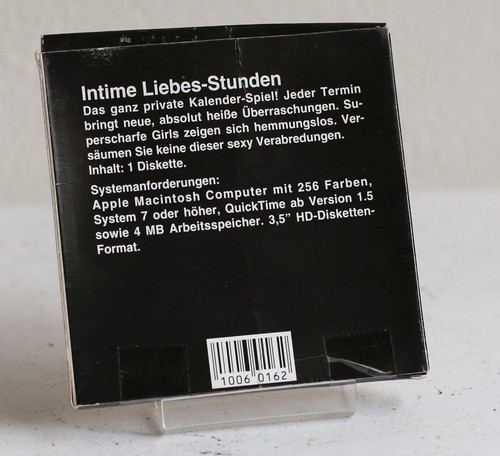 Intime Liebes-Stunden
Das ganz private Kalender-Spiel! Jeder Termin
bringt neue, absolut heiße Überraschungen. Su-
perscharfe Girls zeigen sich hemmungslos. Ver-
säumen Sie keine dieser sexy Verabredungen.
Inhalt: 1 Diskette.
Systemanforderungen:
Apple Macintosh Computer mit 256 Farben,
System 7 oder höher, QuickTime ab Version 1.5
sowie 4 MB Arbeitsspeicher. 3,5" HD-Disketten-
Format.
1006 0162